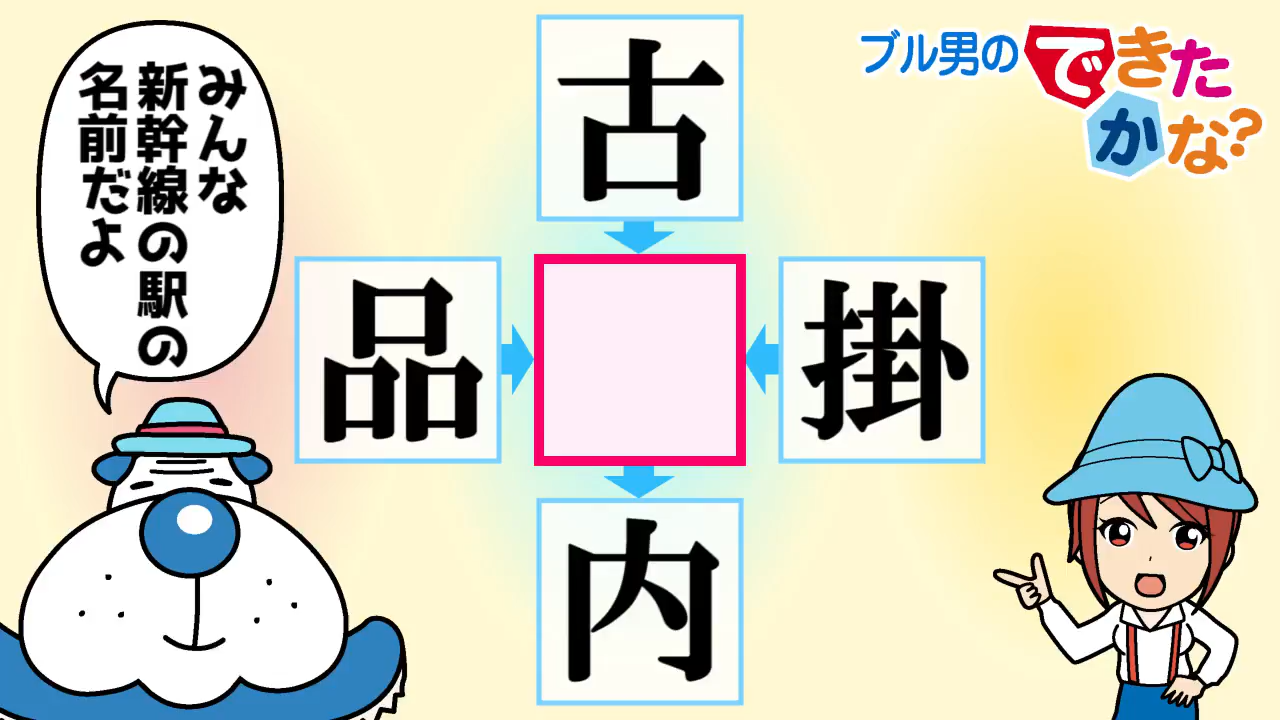 みんな
新幹線の駅の
名前だよ
古
ブル男の
できた
かな?
品
掛
内